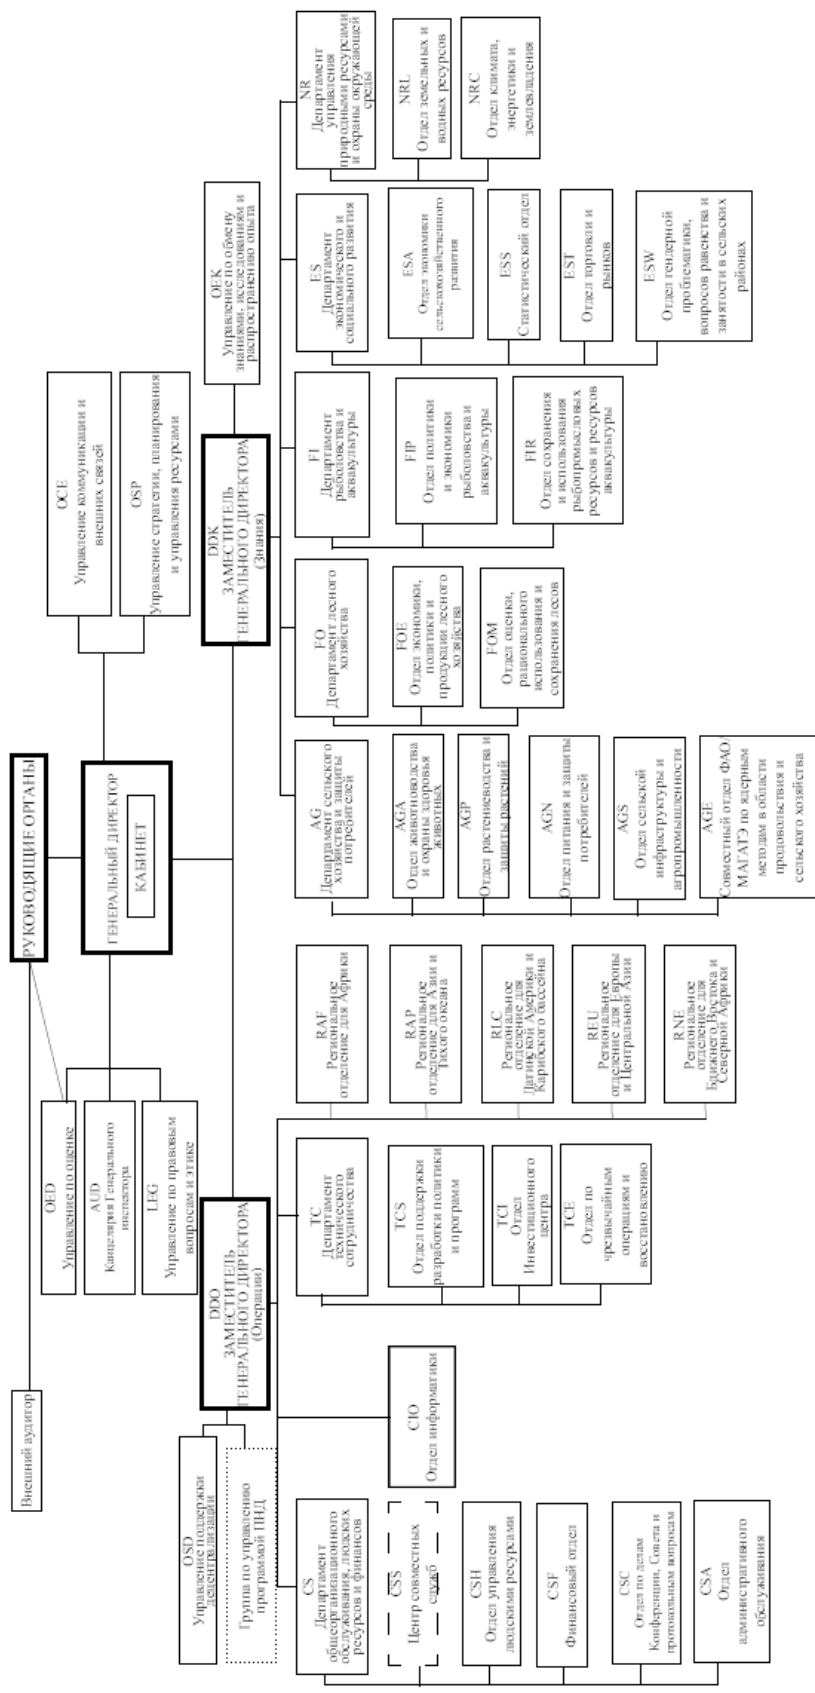 РУКОВОДЯЩИЕ ОРГАНЫ
Внешний аудитор
ГЕНЕРАЛЬНЫЙ ДИРЕКТОР
КАБИНЕТ
OED
Управление по оценке
AUD
Канцелярия Генерального
инспектора
LEG
Управление по правовым
вопросам и этике
OCE
Управление коммуникации и
внешних связей
OSP
Управление стратегии, планирования
и управления ресурсами
DDO
ЗАМЕСТИТЕЛЬ
ГЕНЕРАЛЬНОГО ДИРЕКТОРА
(Операции)
OSD
Управление поддержки
децентрализации
Группа по управлению
программой ПНД
DDK
ЗАМЕСТИТЕЛЬ
ГЕНЕРАЛЬНОГО ДИРЕКТОРА
(Знания)
OEK
Управление по обмену
знаниями, исследованиям и
распространению опыта
CS
Департамент
общеорганизационного
обслуживания, людских
ресурсов и финансов
CSS
Центр совместных
служб
CSH
Отдел управления
людскими ресурсами
CSF
Финансовый отдел
CSC
Отдел по делам
Конференции, Совета и
протокольным вопросам
CSA
Отдел
административного
обслуживания
CIO
Отдел информатики
TC
Департамент
технического
сотрудничества
TCS
Отдел поддержки
разработки политики
и программ
TCI
Отдел
Инвестиционного
центра
TCE
Отдел по
чрезвычайным
операциям и
восстановлению
RAF
Региональное
отделение для Африки
RAP
Региональное
отделение для Азии и
Тихого океана
RLC
Региональное
отделение для
Латинской Америки и
Карибского бассейна
REU
Региональное
отделение для Европы
и Центральной Азии
RNE
Региональное
отделение для
Ближнего Востока и
Северной Африки
AG
Департамент сельского
хозяйства и защиты
потребителей
AGA
Отдел животноводства
и охраны здоровья
животных
AGP
Отдел растениеводства и
защиты растений
AGN
Отдел питания и защиты
потребителей
AGS
Отдел сельской
инфраструктуры и
агропромышленности
AGE
Совместный отдел ФАО/
МАГАТЭ по ядерным
методам в области
продовольствия и
сельского хозяйства
FO
Департамент лесного
хозяйства
FOE
Отдел экономики,
политики и
продукции лесного
хозяйства
FOM
Отдел оценки,
рационального
использования и
сохранения лесов
FI
Департамент
рыболовства и
аквакультуры
FIP
Отдел политики
и экономики
рыболовства и
аквакультуры
FIR
Отдел сохранения
и использования
рыбопромысловых
ресурсов и ресурсов
аквакультуры
ES
Департамент
экономического и
социального развития
ESA
Отдел экономики
сельскохозяйственного
развития
ESS
Статистический отдел
EST
Отдел торговли и
рынков
ESW
Отдел гендерной
проблематики,
вопросов равенства и
занятости в сельских
районах
NR
Департамент
управления
природными ресурсами
и охраны окружающей
среды
NRL
Отдел земельных и
водных ресурсов
NRC
Отдел климата,
энергетики и
землевладения